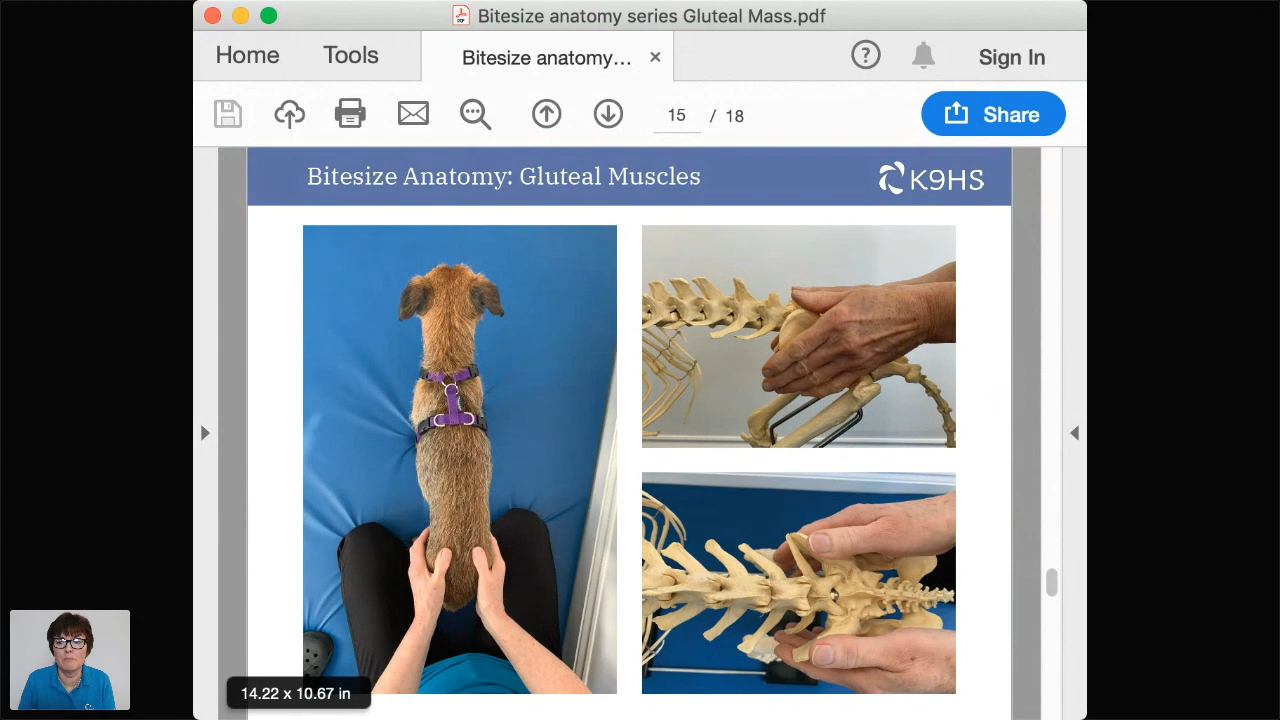 Bitesize anatomy series Gluteal Mass.pdf
Home Tools Bitesize anatomy... × ? Sign In
15 / 18 Share
Bitesize Anatomy: Gluteal Muscles K9HS
14.22 x 10.67 in